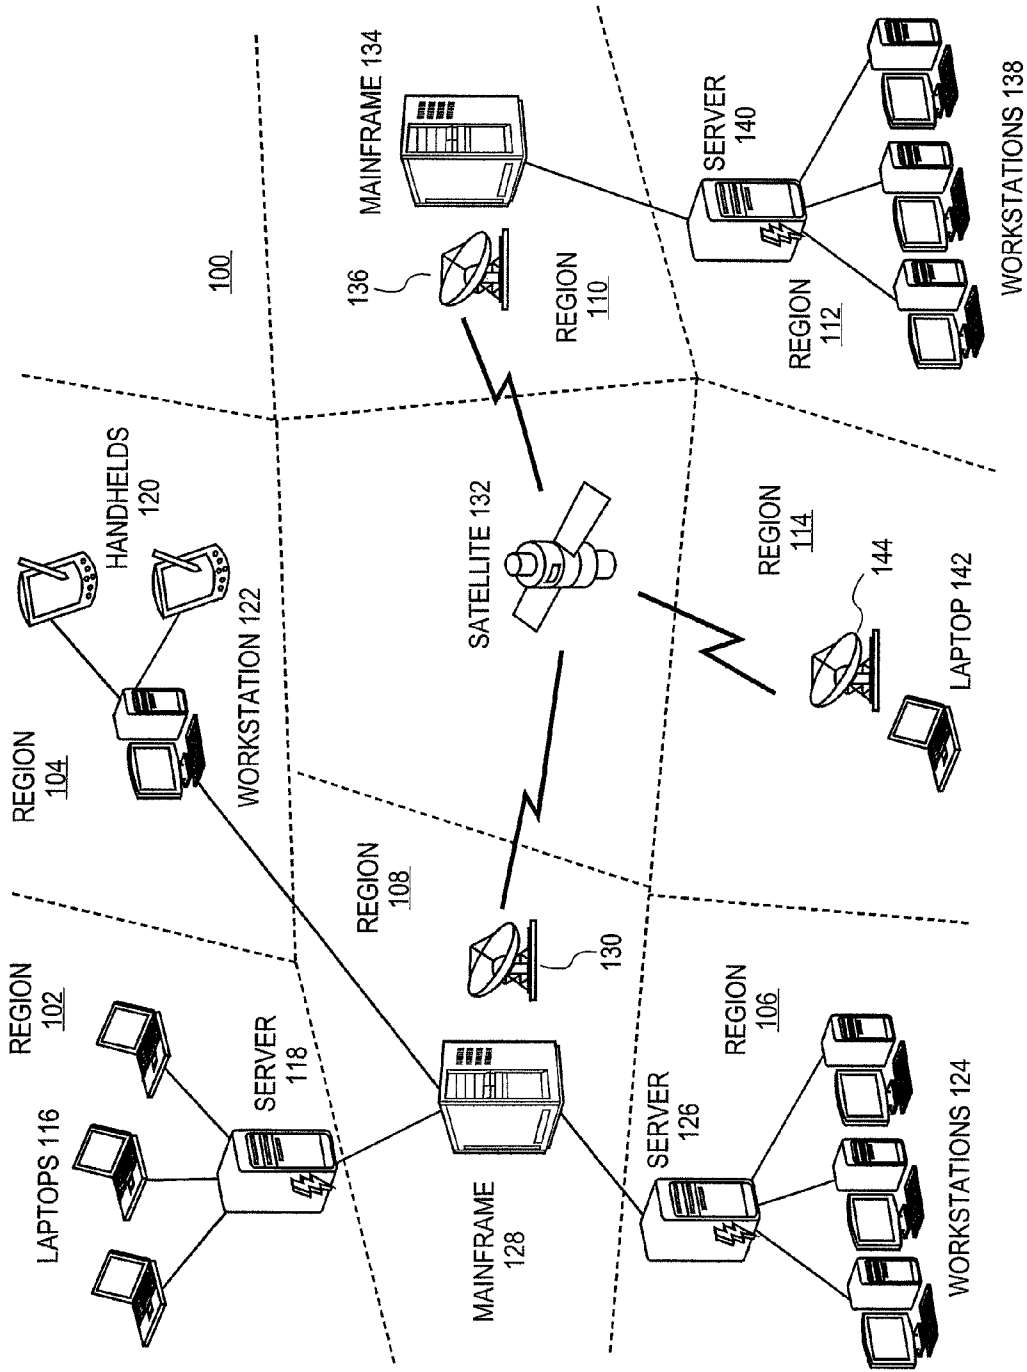 REGION
102
LAPTOPS 116
SERVER
118
REGION
104
HANDHELDS
120
WORKSTATION 122
100
REGION
108
MAINFRAME
128
130
SATELLITE 132
MAINFRAME 134
136
REGION
110
SERVER
126
REGION
106
WORKSTATIONS 124
REGION
114
144
LAPTOP 142
SERVER
140
REGION
112
WORKSTATIONS 138